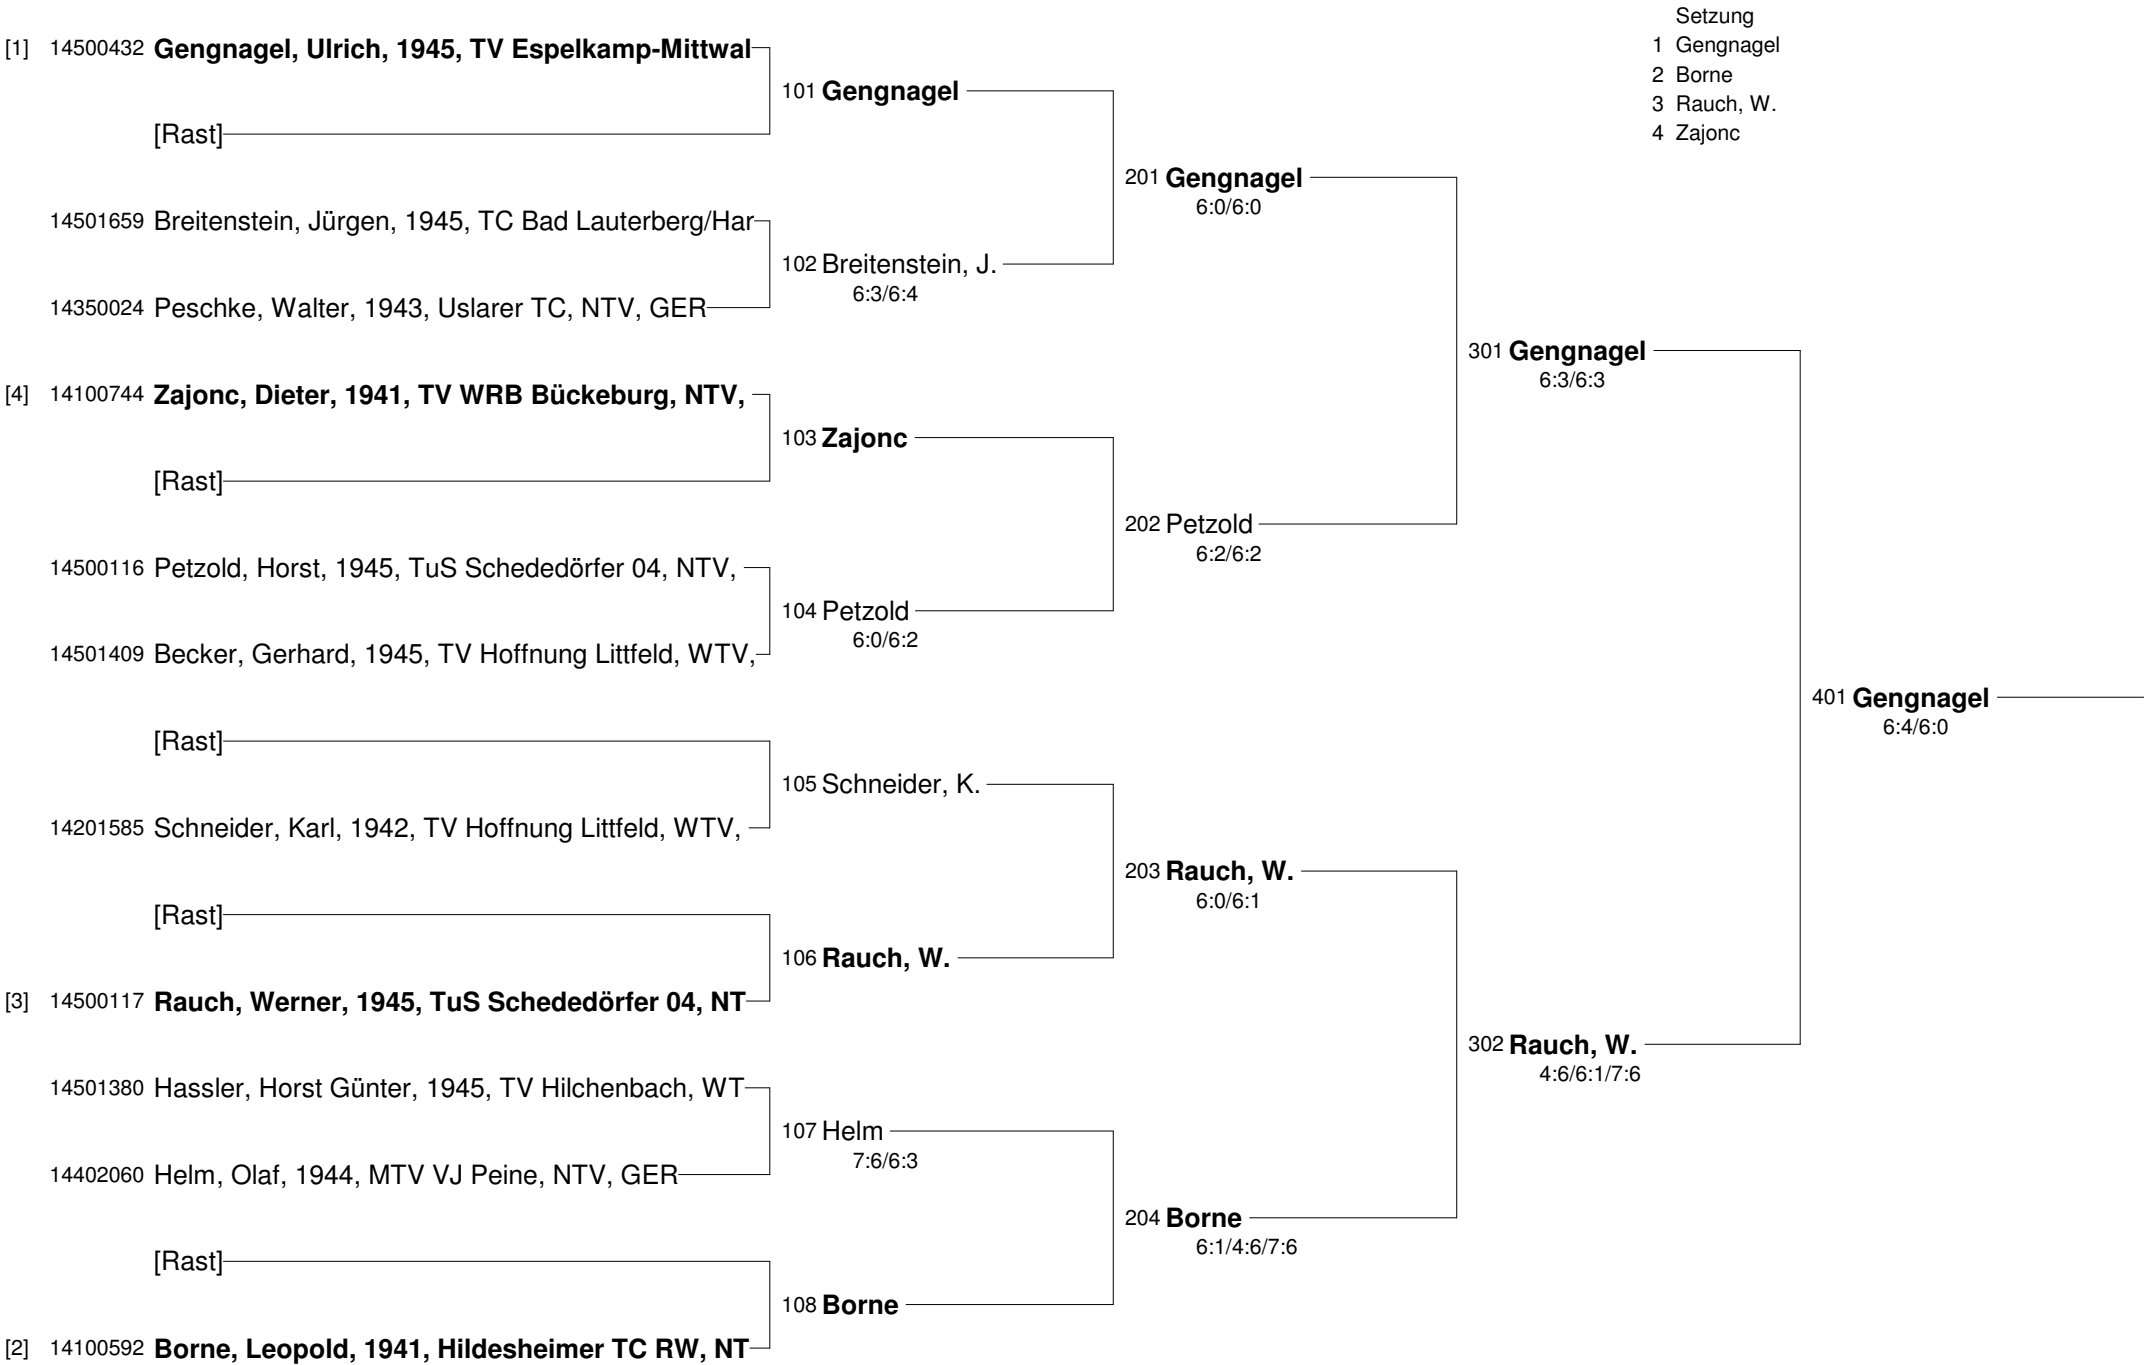 Setzung
1 Gengnagel
2 Borne
3 Rauch, W.
4 Zajonc
[1] 14500432 Gengnagel, Ulrich, 1945, TV Espelkamp-Mittwal
[Rast]
14501659 Breitenstein, Jürgen, 1945, TC Bad Lauterberg/Har
14350024 Peschke, Walter, 1943, Uslarer TC, NTV, GER
[4] 14100744 Zajonc, Dieter, 1941, TV WRB Bückeburg, NTV,
[Rast]
14500116 Petzold, Horst, 1945, TuS Schededörfer 04, NTV,
14501409 Becker, Gerhard, 1945, TV Hoffnung Littfeld, WTV,
[Rast]
14201585 Schneider, Karl, 1942, TV Hoffnung Littfeld, WTV,
[Rast]
[3] 14500117 Rauch, Werner, 1945, TuS Schededörfer 04, NT
14501380 Hassler, Horst Günter, 1945, TV Hilchenbach, WT
14402060 Helm, Olaf, 1944, MTV VJ Peine, NTV, GER
[Rast]
[2] 14100592 Borne, Leopold, 1941, Hildesheimer TC RW, NT
101 Gengnagel
102 Breitenstein, J.
6:3/6:4
103 Zajonc
104 Petzold
6:0/6:2
105 Schneider, K.
106 Rauch, W.
107 Helm
7:6/6:3
108 Borne
201 Gengnagel
6:0/6:0
202 Petzold
6:2/6:2
203 Rauch, W.
6:0/6:1
204 Borne
6:1/4:6/7:6
301 Gengnagel
6:3/6:3
302 Rauch, W.
4:6/6:1/7:6
401 Gengnagel
6:4/6:0